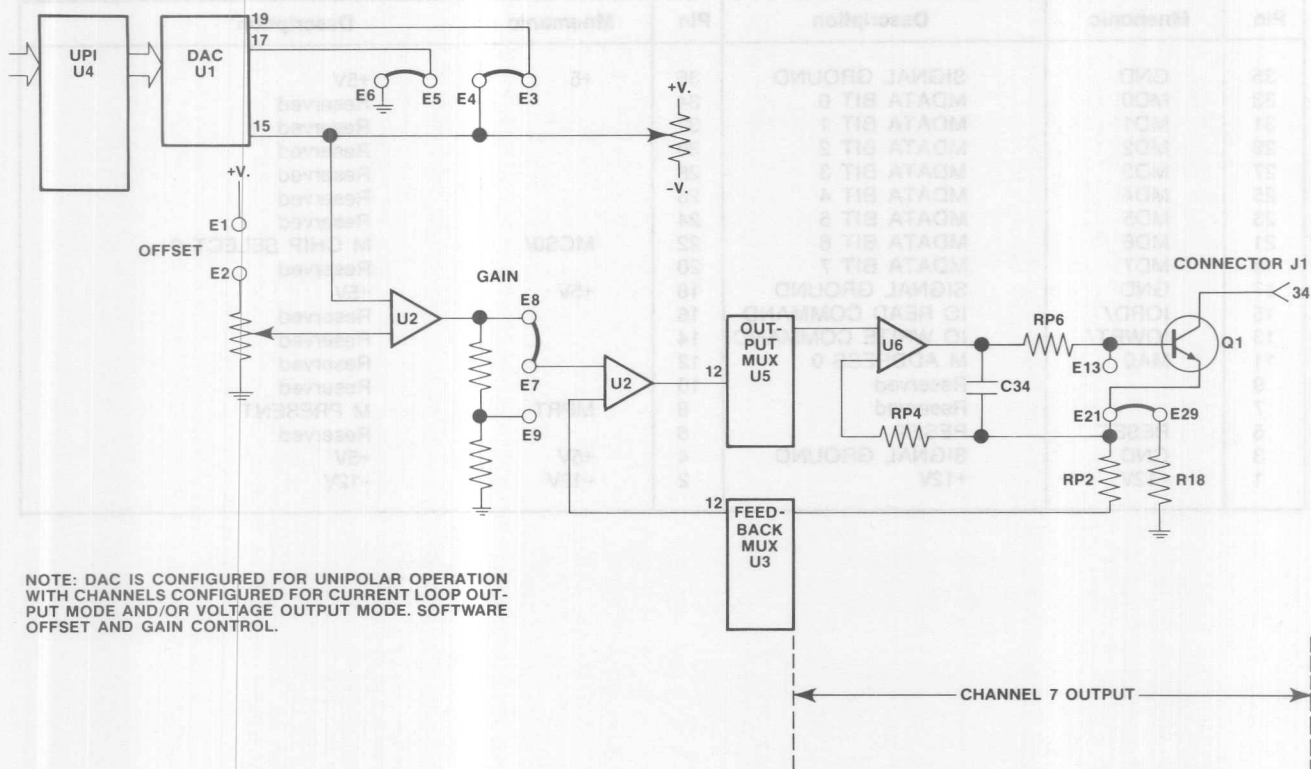 19
17
15
UPI
U4
DAC
U1
E6
E5
E4
E3
+V.
-V.
+V.
E1
OFFSET
E2
GAIN
U2
E8
E7
E9
U2
12
OUT-
PUT
MUX
U5
U6
RP4
C34
RP6
E13
Q1
CONNECTOR J1
34
E21
E29
RP2
R18
12
FEED-
BACK
MUX
U3
NOTE: DAC IS CONFIGURED FOR UNIPOLAR OPERATION
WITH CHANNELS CONFIGURED FOR CURRENT LOOP OUT-
PUT MODE AND/OR VOLTAGE OUTPUT MODE. SOFTWARE
OFFSET AND GAIN CONTROL.
CHANNEL 7 OUTPUT